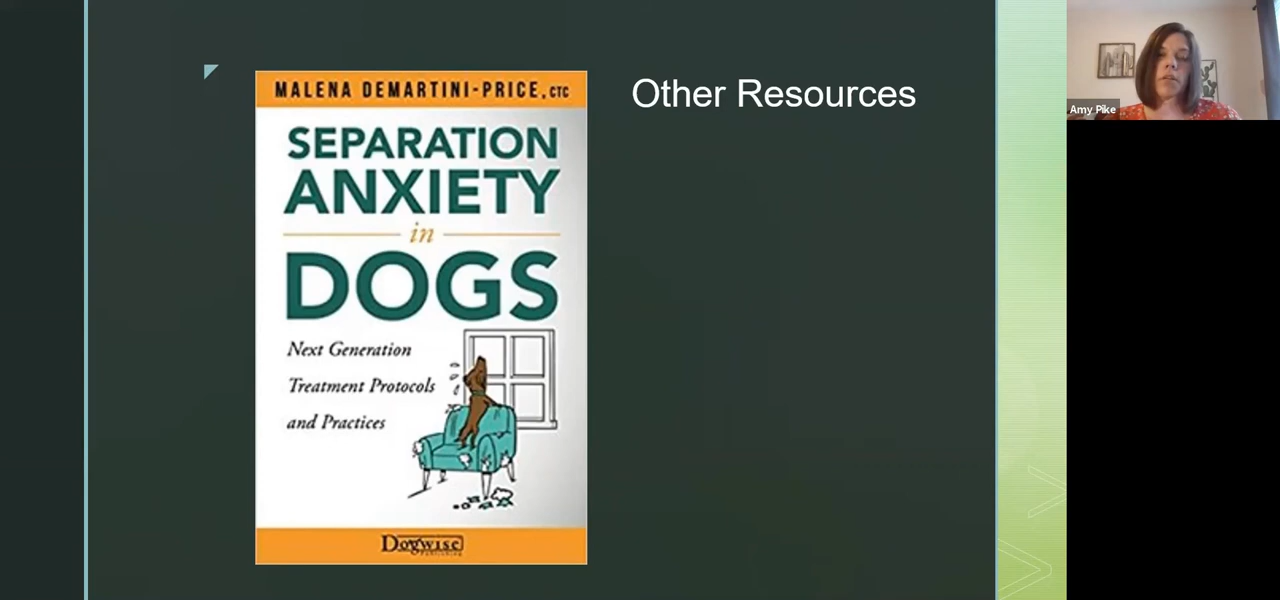 MALENA DEMARTINI-PRICE, CTC
SEPARATION
ANXIETY
in
DOGS
Next Generation
Treatment Protocols
and Practices
Dogwise
Publishing
Other Resources
Amy Pike